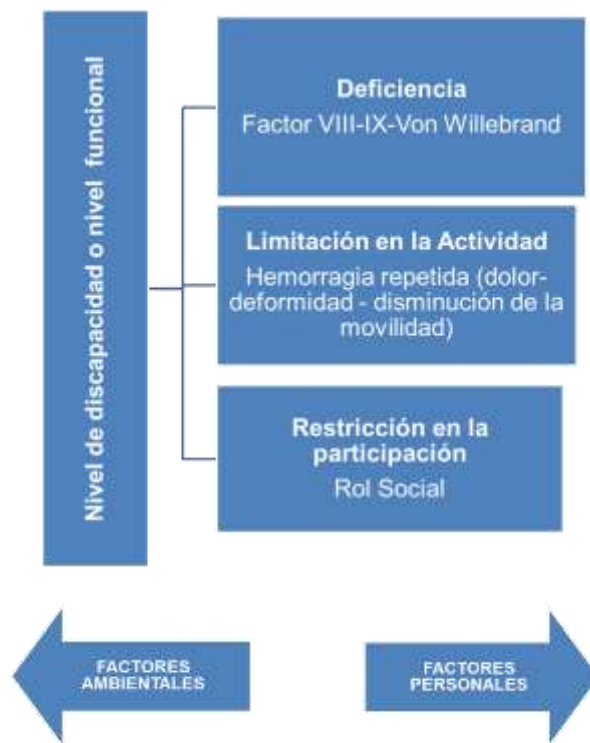 Nivel de discapacidad o nivel funcional
Deficiencia
Factor VIII-IX-Von Willebrand
Limitación en la Actividad
Hemorragia repetida (dolor-
deformidad - disminución de la
movilidad)
Restricción en la
participación
Rol Social
FACTORES
AMBIENTALES
FACTORES
PERSONALES